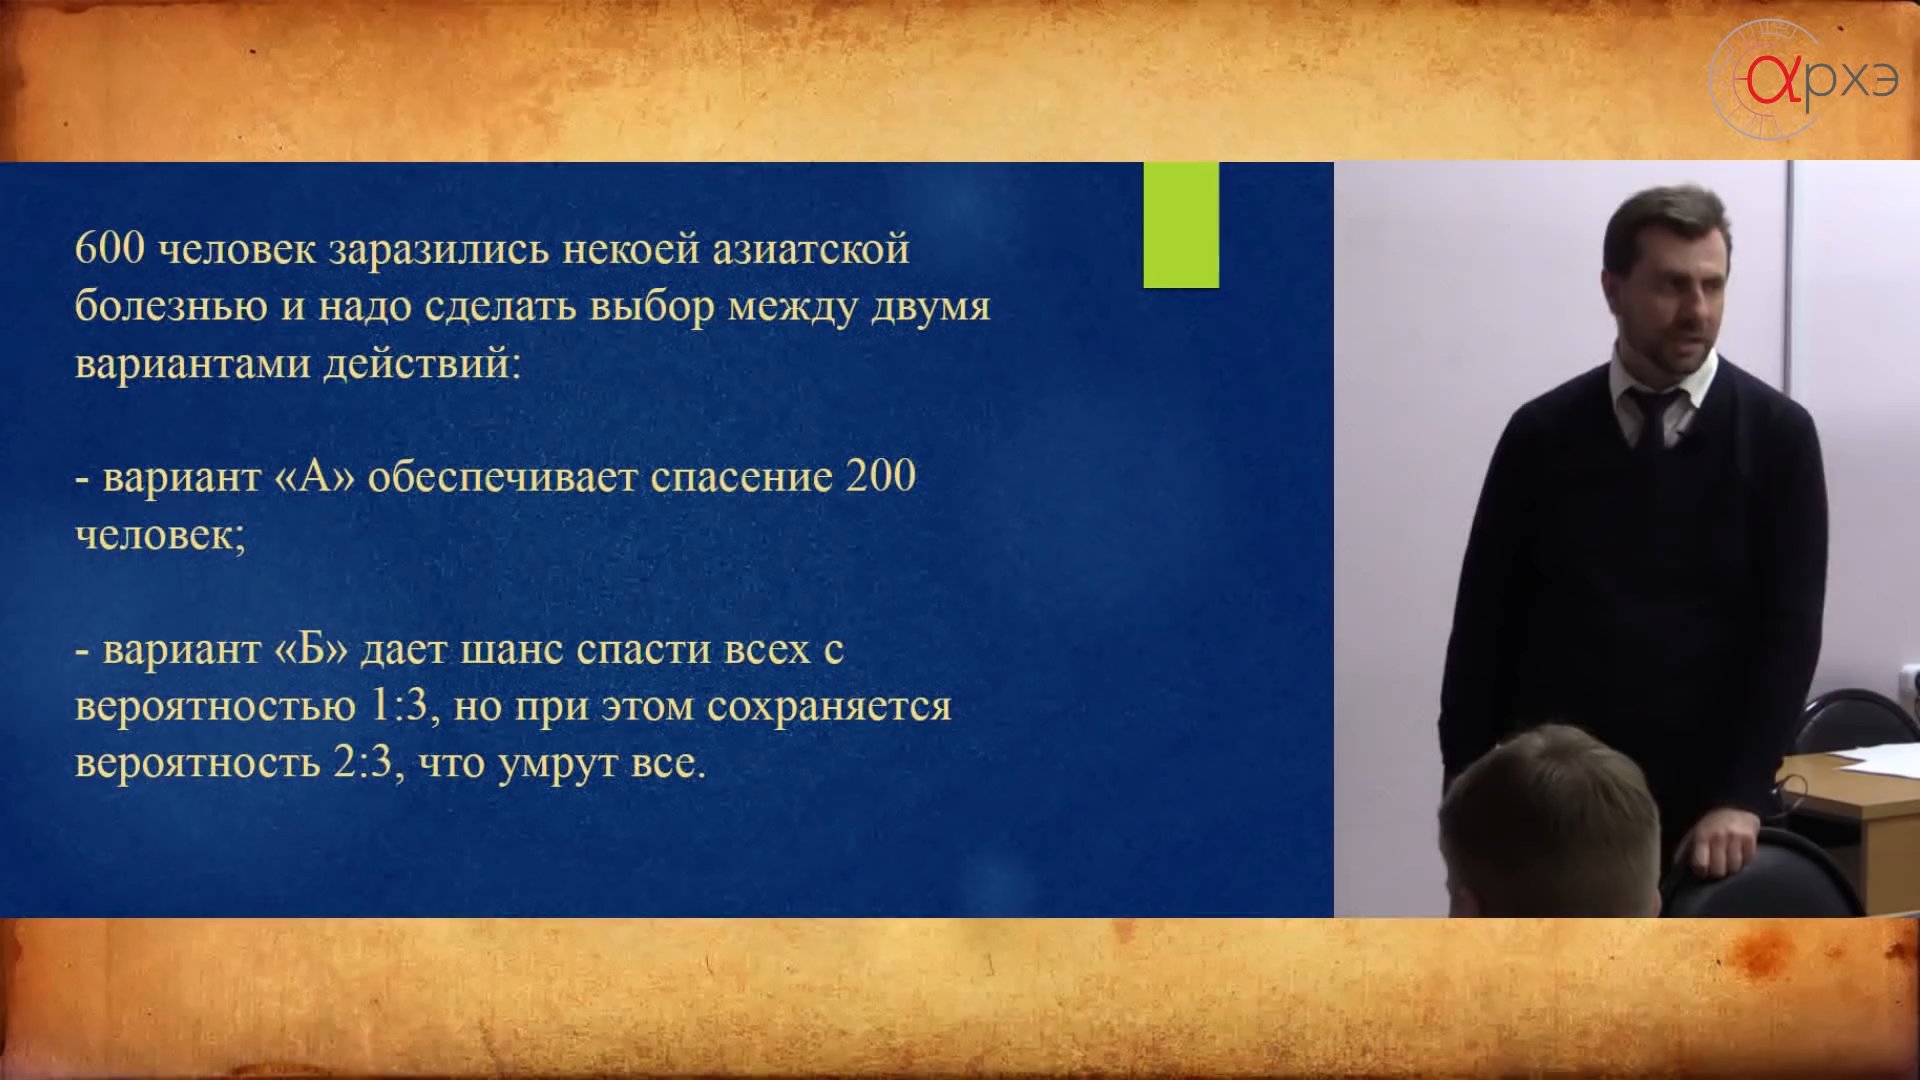 αрхэ
600 человек заразились некоей азиатской
болезнью и надо сделать выбор между двумя
вариантами действий:
- вариант «А» обеспечивает спасение 200
человек;
- вариант «Б» дает шанс спасти всех с
вероятностью 1:3, но при этом сохраняется
вероятность 2:3, что умрут все.